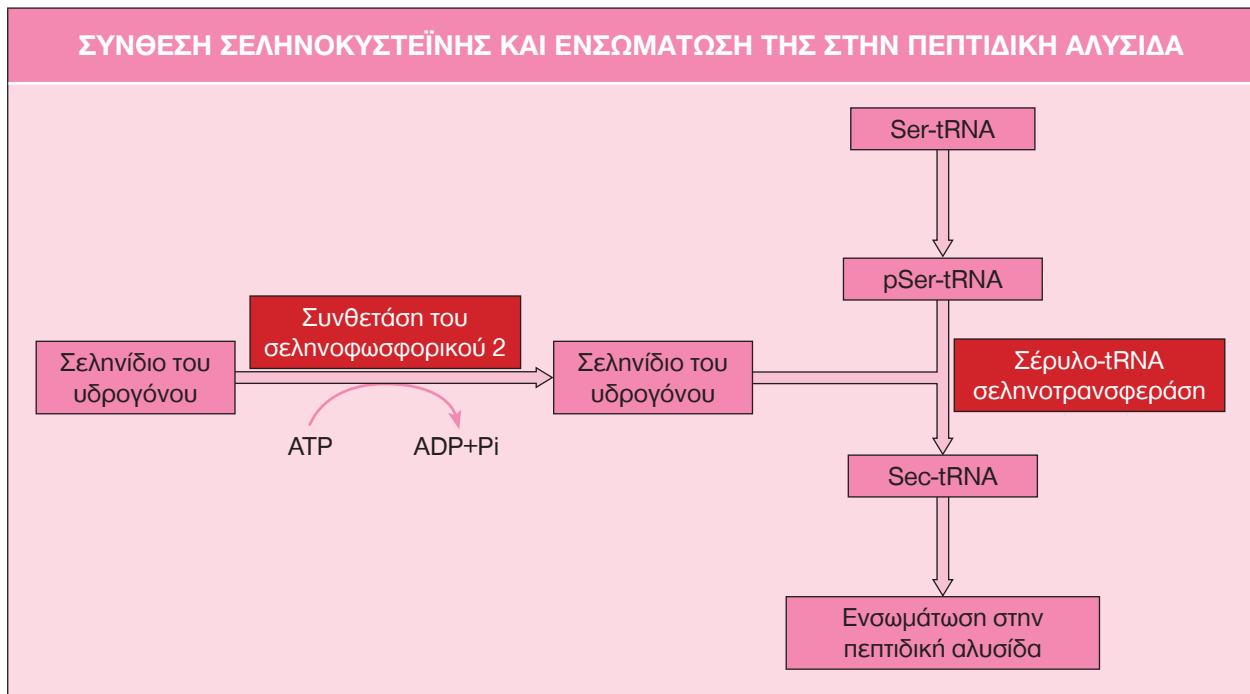 ΣΥΝΘΕΣΗ ΣΕΛΗΝΟΚΥΣΤΕΪΝΗΣ ΚΑΙ ΕΝΣΩΜΑΤΩΣΗ ΤΗΣ ΣΤΗΝ ΠΕΠΤΙΔΙΚΗ ΑΛΥΣΙΔΑ
Ser-tRNA
pSer-tRNA
Συνθετάση του
σεληνοφωσφορικού 2
Σεληνίδιο του
υδρογόνου
Σεληνίδιο του
υδρογόνου
Σέρυλο-tRNA
σεληνοτρανσφεράση
ATP
ADP+Pi
Sec-tRNA
Ενσωμάτωση στην
πεπτιδική αλυσίδα